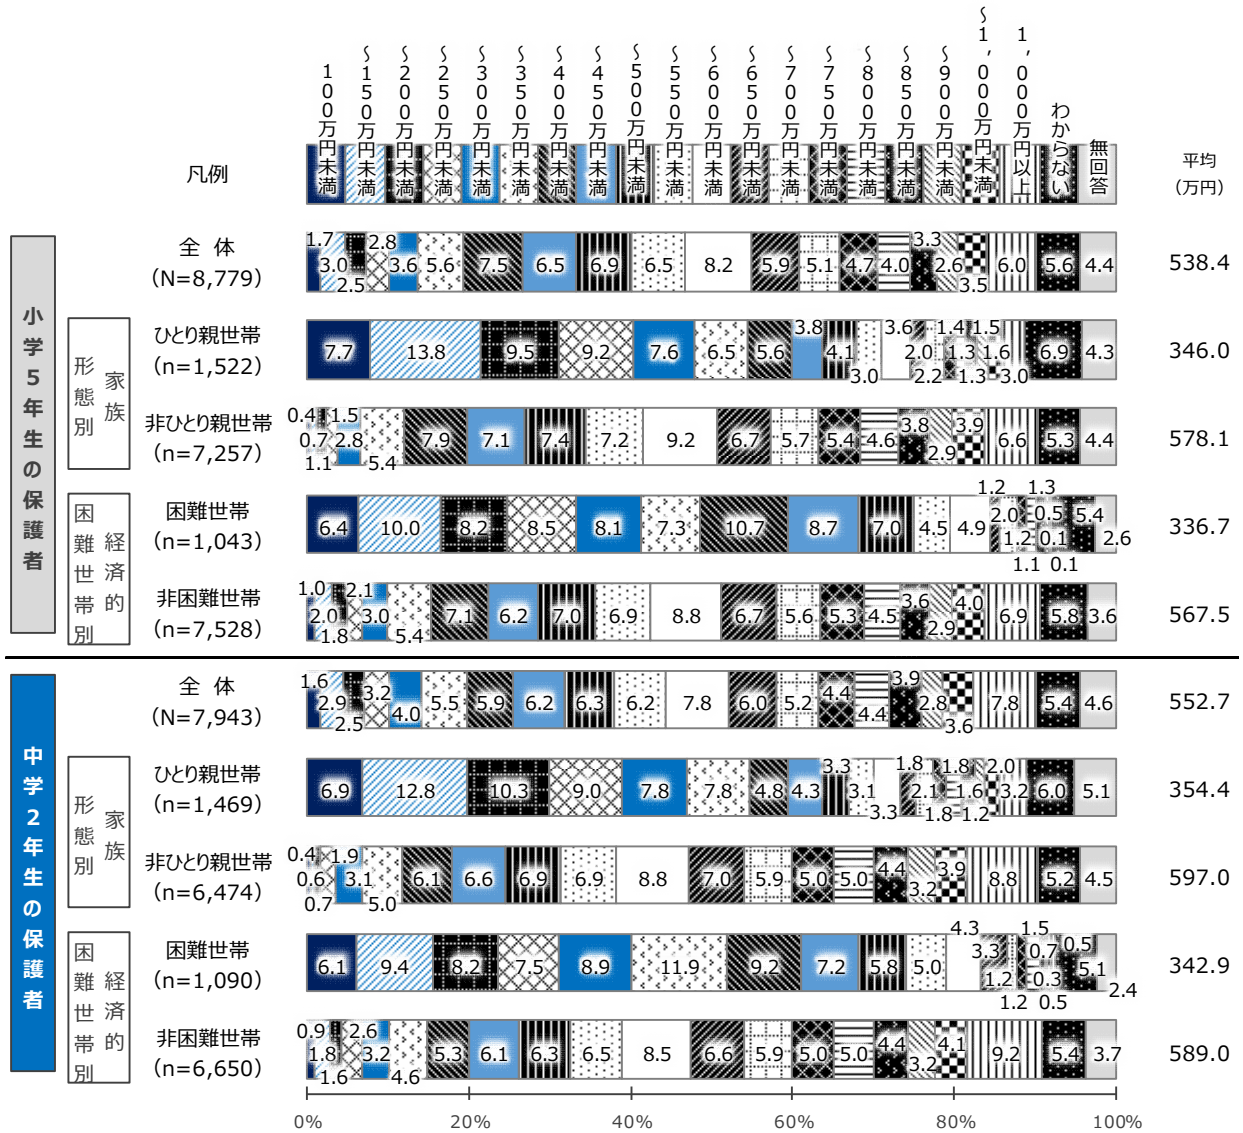 100万円未満
～150万円未満
～200万円未満
～250万円未満
～300万円未満
～350万円未満
～400万円未満
～450万円未満
～500万円未満
～550万円未満
～600万円未満
～650万円未満
～700万円未満
～750万円未満
～800万円未満
～850万円未満
～900万円未満
～1,000万円未満
1,000万円以上
わからない
無回答
凡例
平均
（万円）
小学5年生の保護者
全 体
(N=8,779)
1.7 3.0 2.5 2.8 3.6 5.6 7.5 6.5 6.9 6.5 8.2 5.9 5.1 4.7 4.0 3.3 2.6 3.5 6.0 5.6 4.4
538.4
家族
形態別
ひとり親世帯
(n=1,522)
7.7 13.8 9.5 9.2 7.6 6.5 5.6 3.8 4.1 3.0 3.6 2.0 2.2 1.4 1.3 1.3 1.5 1.6 3.0 6.9 4.3
346.0
非ひとり親世帯
(n=7,257)
0.4 0.7 1.1 1.5 2.8 5.4 7.9 7.1 7.4 7.2 9.2 6.7 5.7 5.4 4.6 3.8 2.9 3.9 6.6 5.3 4.4
578.1
経済的
困難世帯別
困難世帯
(n=1,043)
6.4 10.0 8.2 8.5 8.1 7.3 10.7 8.7 7.0 4.5 4.9 1.2 2.0 1.2 1.1 1.3 0.5 0.1 0.1 5.4 2.6
336.7
非困難世帯
(n=7,528)
1.0 2.0 1.8 2.1 3.0 5.4 7.1 6.2 7.0 6.9 8.8 6.7 5.6 5.3 4.5 3.6 2.9 4.0 6.9 5.8 3.6
567.5
中学2年生の保護者
全 体
(N=7,943)
1.6 2.9 2.5 3.2 4.0 5.5 5.9 6.2 6.3 6.2 7.8 6.0 5.2 4.4 4.4 3.9 2.8 3.6 7.8 5.4 4.6
552.7
家族
形態別
ひとり親世帯
(n=1,469)
6.9 12.8 10.3 9.0 7.8 7.8 4.8 4.3 3.3 3.1 3.3 1.8 2.1 1.8 1.8 1.6 1.2 2.0 3.2 6.0 5.1
354.4
非ひとり親世帯
(n=6,474)
0.4 0.6 0.7 1.9 3.1 5.0 6.1 6.6 6.9 6.9 8.8 7.0 5.9 5.0 5.0 4.4 3.2 3.9 8.8 5.2 4.5
597.0
経済的
困難世帯別
困難世帯
(n=1,090)
6.1 9.4 8.2 7.5 8.9 11.9 9.2 7.2 5.8 5.0 4.3 3.3 1.2 1.2 1.5 0.7 0.3 0.5 0.5 5.1 2.4
342.9
非困難世帯
(n=6,650)
0.9 1.8 1.6 2.6 3.2 4.6 5.3 6.1 6.3 6.5 8.5 6.6 5.9 5.0 5.0 4.4 3.2 4.1 9.2 5.4 3.7
589.0
0% 20% 40% 60% 80% 100%